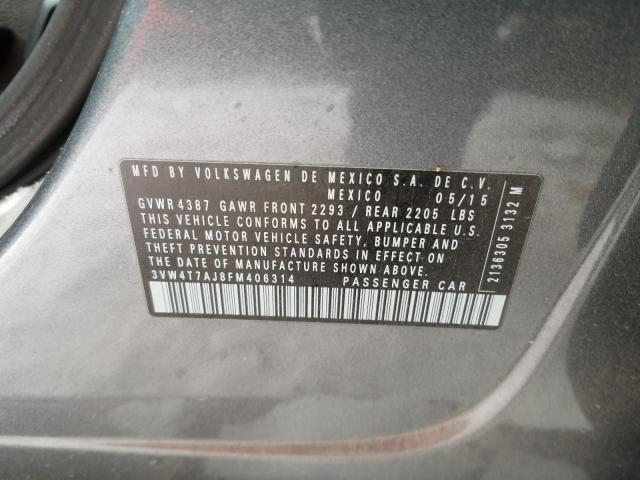 MFD BY VOLKSWAGEN DE MEXICO S.A. DE C.V.
MEXICO 05/15
GVWR 4387 GAWR FRONT 2293 / REAR 2205 LBS
THIS VEHICLE CONFORMS TO ALL APPLICABLE U.S.
FEDERAL MOTOR VEHICLE SAFETY, BUMPER AND
THEFT PREVENTION STANDARDS IN EFFECT ON
THE DATE OF MANUFACTURE SHOWN ABOVE.
3VW4T7AJ8FM406314 PASSENGER CAR
2136305 3132 M